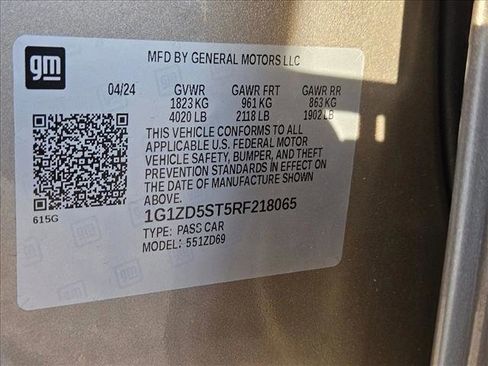 gm
MFD BY GENERAL MOTORS LLC
04/24 GVWR GAWR FRT GAWR RR
1823 KG 961 KG 863 KG
4020 LB 2118 LB 1902 LB
THIS VEHICLE CONFORMS TO ALL
APPLICABLE U.S. FEDERAL MOTOR
VEHICLE SAFETY, BUMPER, AND THEFT
PREVENTION STANDARDS IN EFFECT ON
THE DATE OF MANUFACTURE SHOWN
ABOVE.
615G
1G1ZD5ST5RF218065
TYPE: PASS CAR
MODEL: 551ZD69